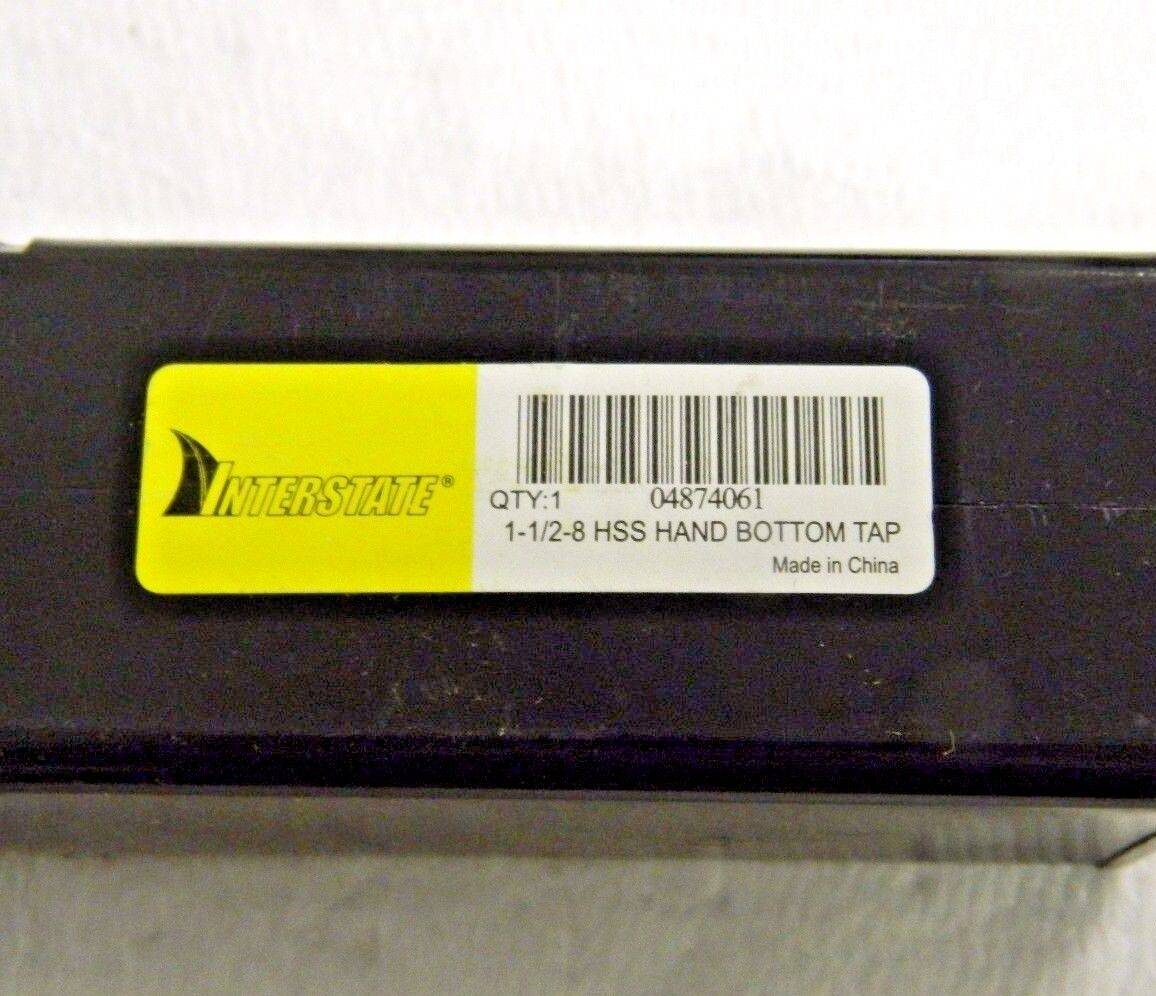 INTERSTATE®
QTY:1 04874061
1-1/2-8 HSS HAND BOTTOM TAP
Made in China